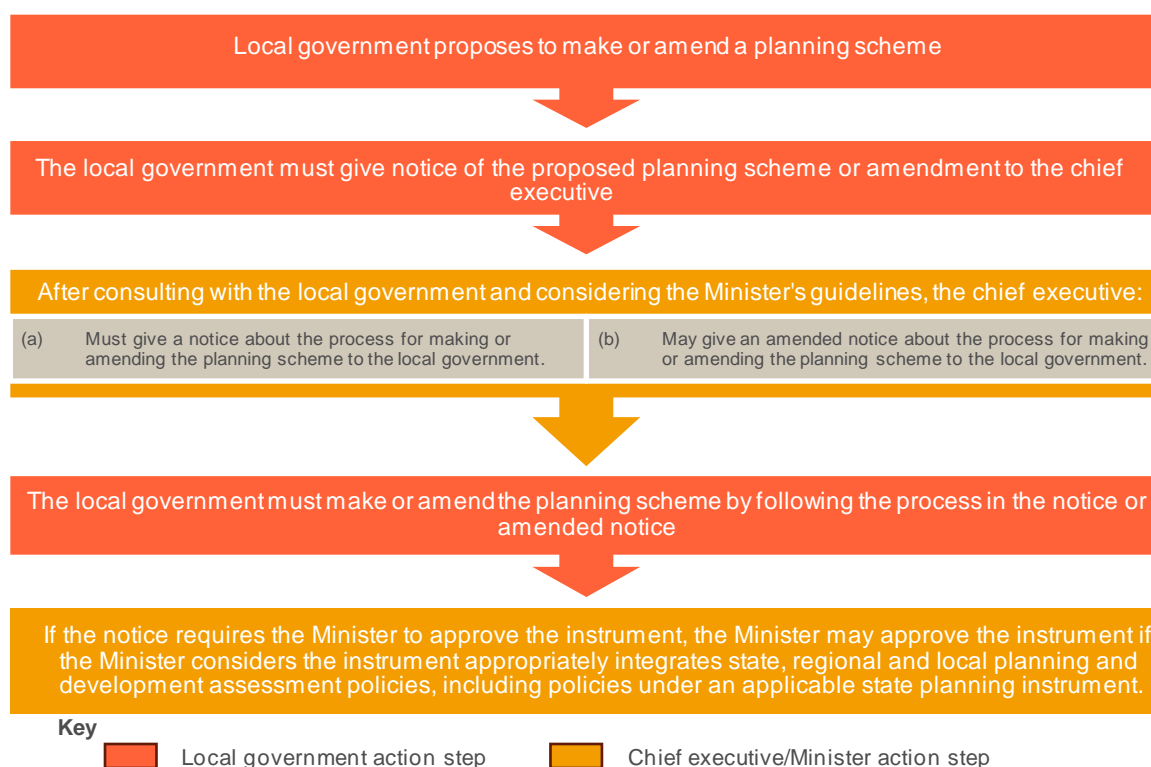 Local government proposes to make or amend a planning scheme
The local government must give notice of the proposed planning scheme or amendment to the chief
executive
After consulting with the local government and considering the Minister's guidelines, the chief executive:
(a) Must give a notice about the process for making or
amending the planning scheme to the local government.
(b) May give an amended notice about the process for making
or amending the planning scheme to the local government.
The local government must make or amend the planning scheme by following the process in the notice or
amended notice
If the notice requires the Minister to approve the instrument, the Minister may approve the instrument if
the Minister considers the instrument appropriately integrates state, regional and local planning and
development assessment policies, including policies under an applicable state planning instrument.
Key
Local government action step
Chief executive/Minister action step